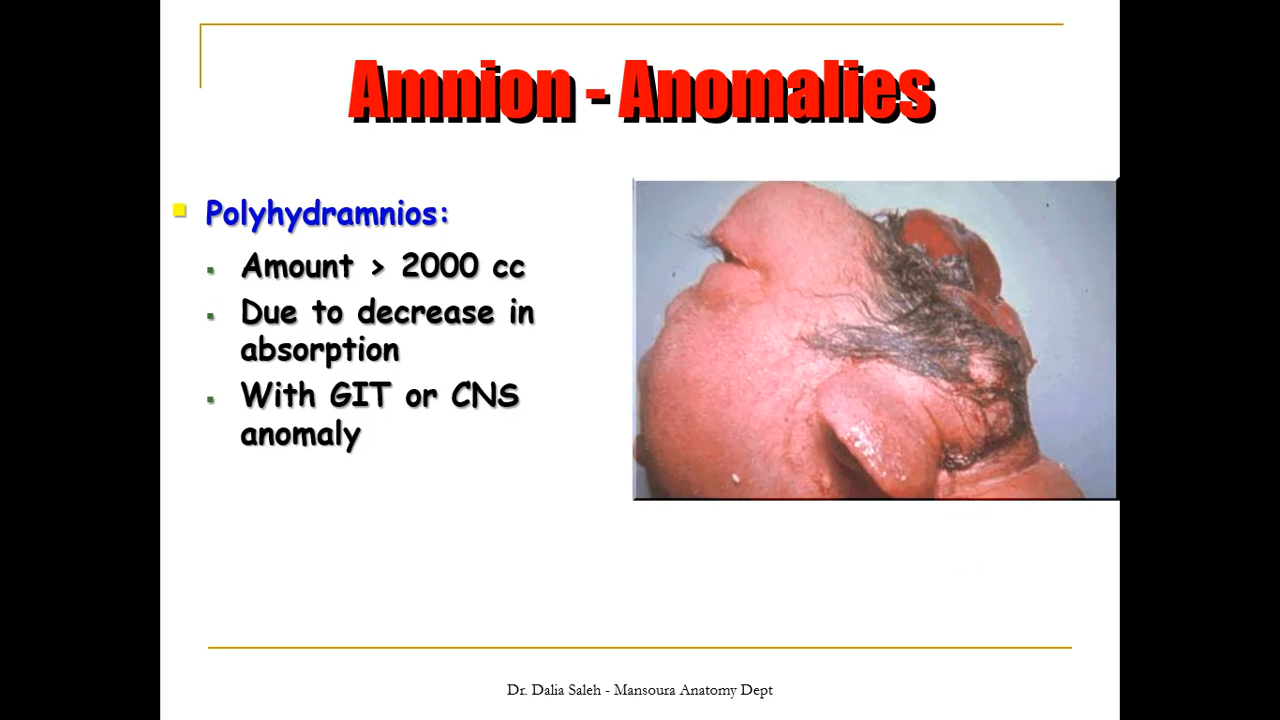 Amnion - Anomalies
Polyhydramnios:
Amount > 2000 cc
Due to decrease in
absorption
With GIT or CNS
anomaly
Dr. Dalia Saleh - Mansoura Anatomy Dept